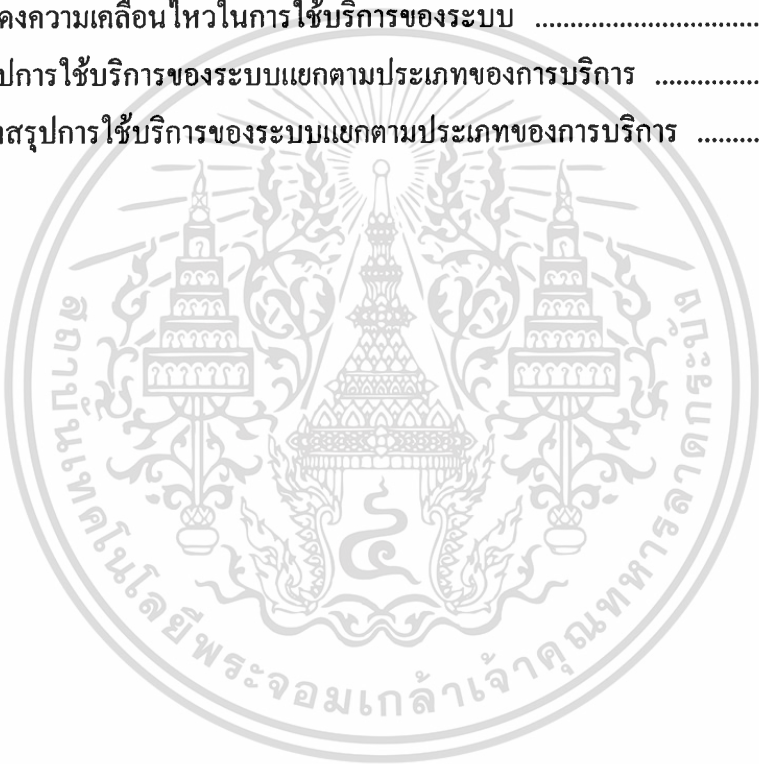 ดงความเคลื่อนไหวในการใช้บริการของระบบ ................................
ปการใช้บริการของระบบแยกตามประเภทของการบริการ ...............
าสรุปการใช้บริการของระบบแยกตามประเภทของการบริการ .........
สถาบันเทคโนโลยีพระจอมเกล้าเจ้าคุณทหารลาดกระบัง
๔